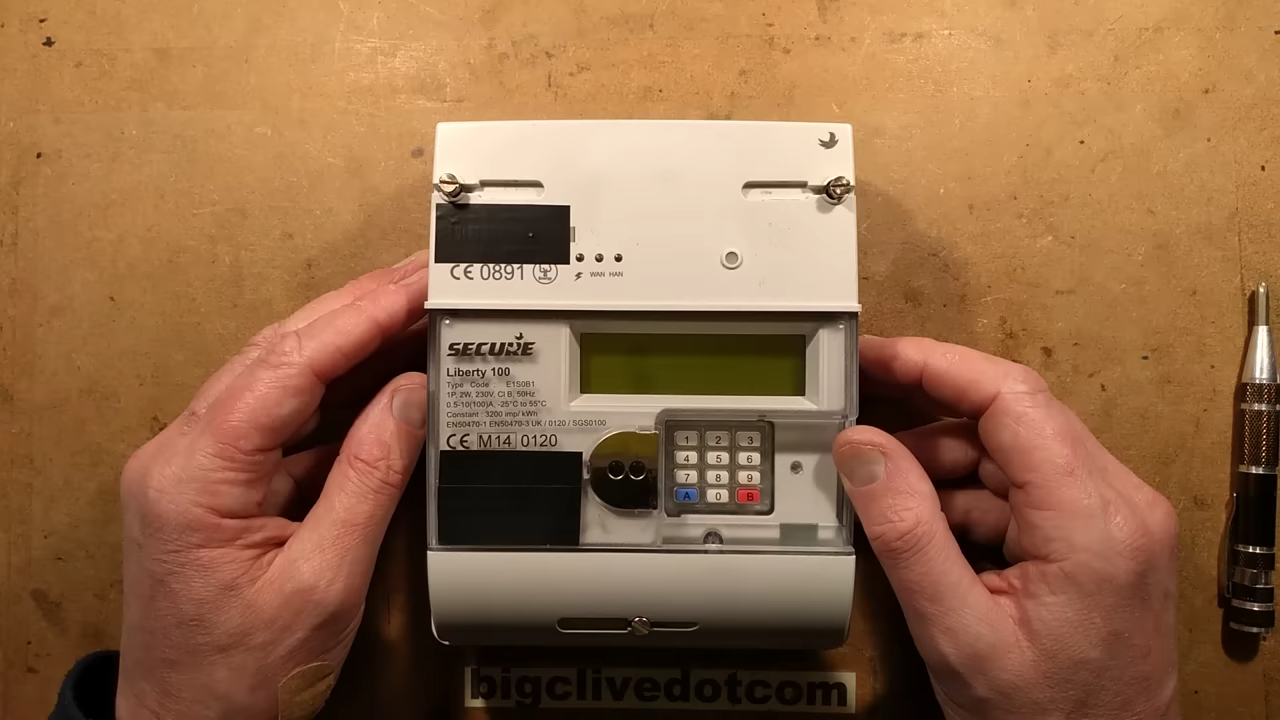 CE 0891
WAN HAN
SECURE
Liberty 100
Type Code : E1S0B1
1P, 2W, 230V, Cl B, 50Hz
0.5-10(100)A, -25°C to 55°C
Constant : 3200 imp/ kWh
EN50470-1 EN50470-3 UK / 0120 / SGS0100
CE M14 0120
1 2 3
4 5 6
7 8 9
A 0 B
bigclivedotcom